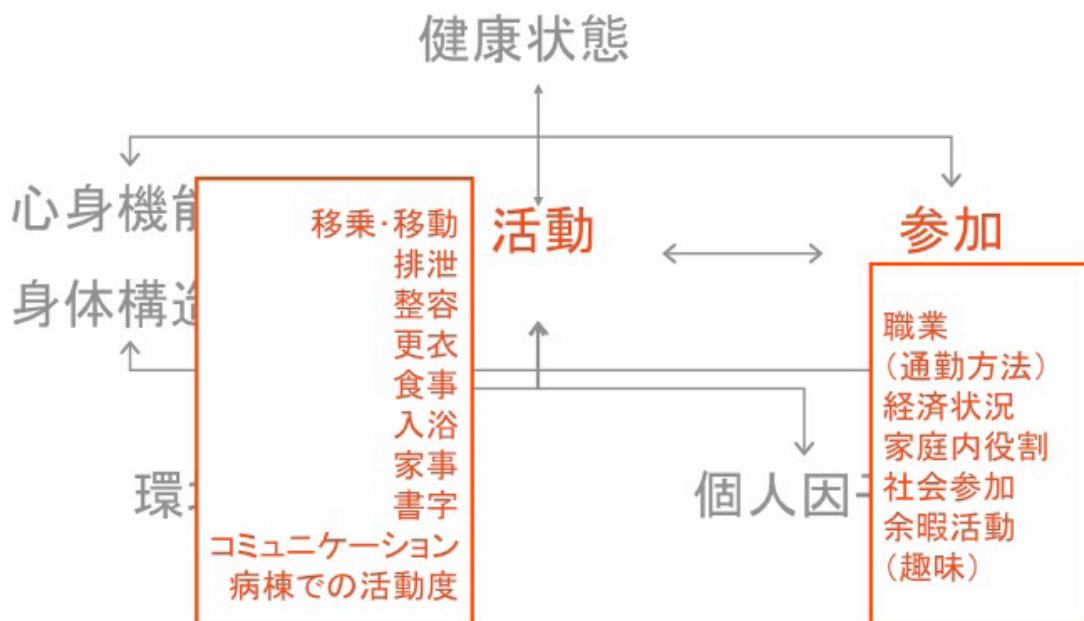 健康状態
心身機能
身体構造
活動
参加
移乗・移動
排泄
整容
更衣
食事
入浴
家事
書字
コミュニケーション
病棟での活動度
職業
(通勤方法)
経済状況
家庭内役割
社会参加
余暇活動
(趣味)
環
個人因